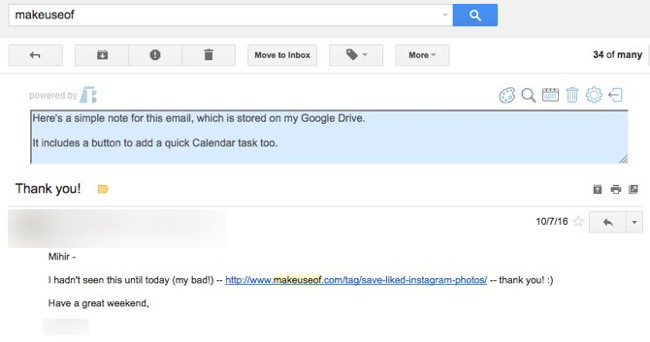 makeuseof
Move to Inbox
More
34 of many
powered by
Here's a simple note for this email, which is stored on my Google Drive.
It includes a button to add a quick Calendar task too.
Thank you!
10/7/16
Mihir -
I hadn't seen this until today (my bad!) -- http://www.makeuseof.com/tag/save-liked-instagram-photos/ -- thank you! :)
Have a great weekend,